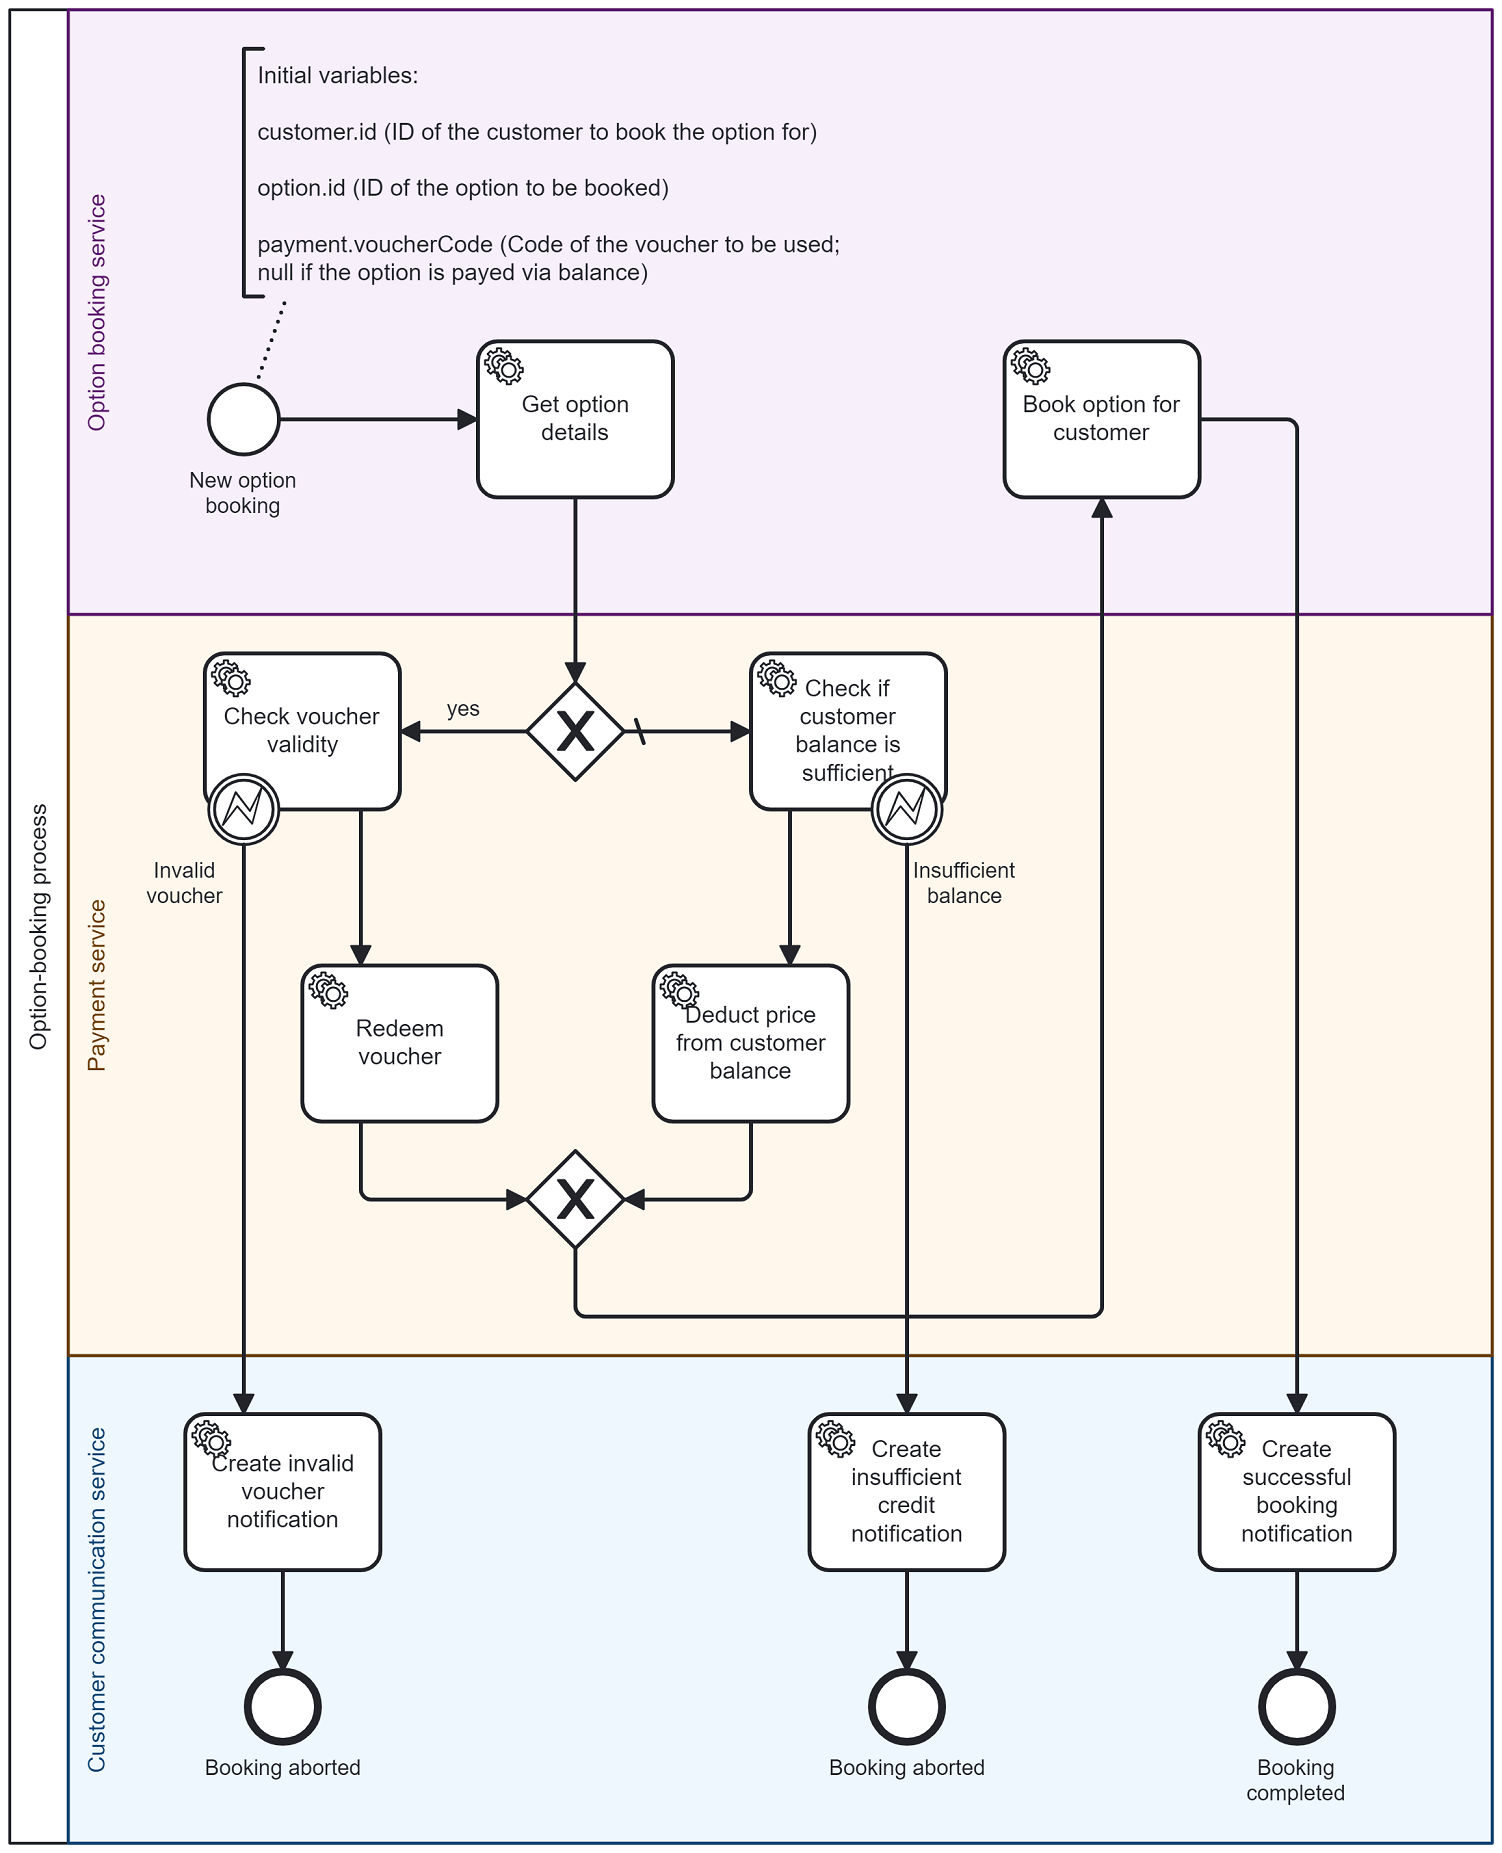 Option-booking process
Option booking service
Initial variables:
customer.id (ID of the customer to book the option for)
option.id (ID of the option to be booked)
payment.voucherCode (Code of the voucher to be used;
null if the option is payed via balance)
New option
booking
Get option
details
Book option for
customer
Payment service
Check voucher
validity
yes
X
Check if
customer
balance is
sufficient
Invalid
voucher
Insufficient
balance
Redeem
voucher
Deduct price
from customer
balance
X
Customer communication service
Create invalid
voucher
notification
Create
insufficient
credit
notification
Create
successful
booking
notification
Booking aborted
Booking aborted
Booking
completed